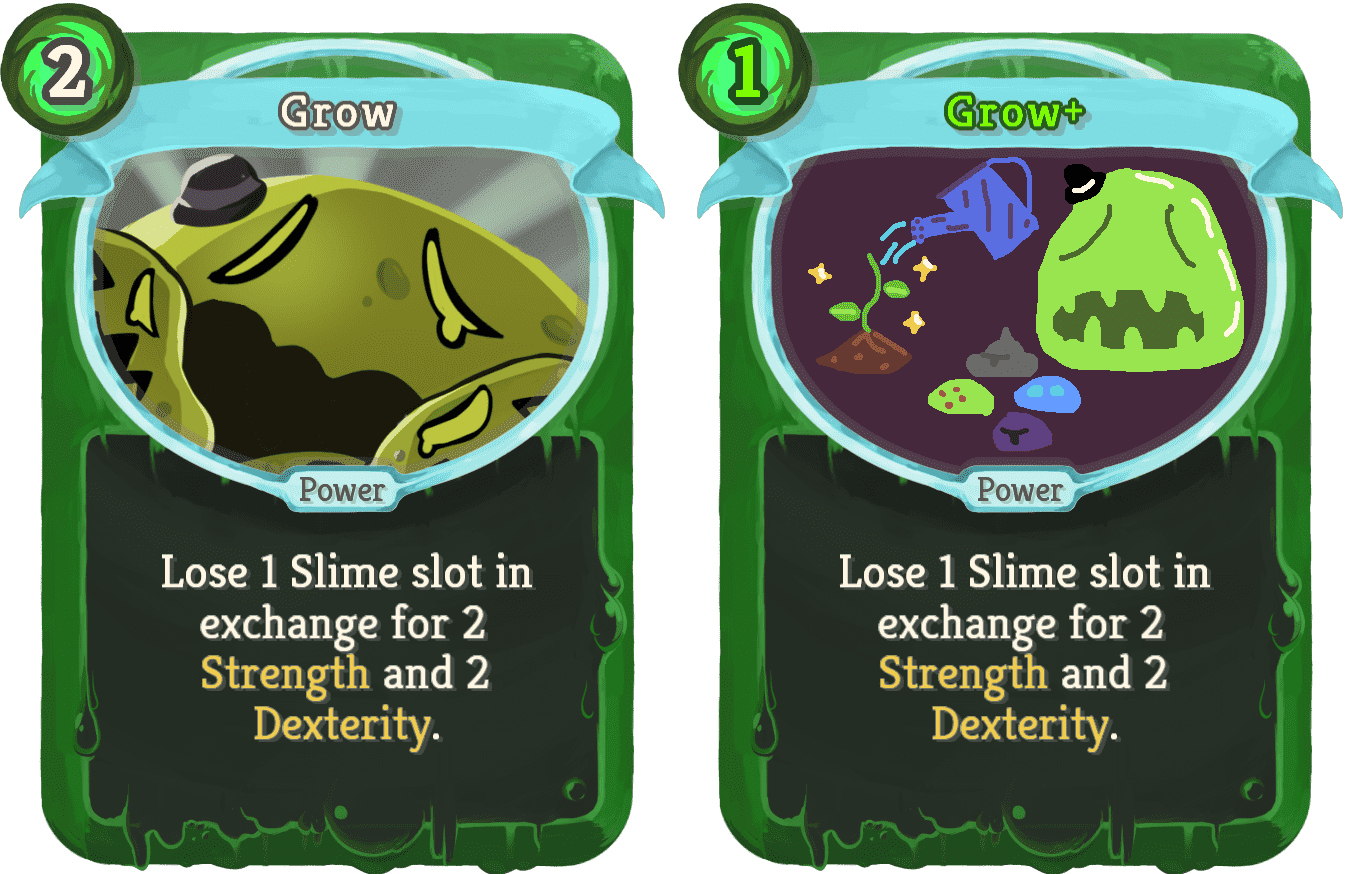 2
Grow
Power
Lose 1 Slime slot in
exchange for 2
Strength and 2
Dexterity.
1
Grow+
Power
Lose 1 Slime slot in
exchange for 2
Strength and 2
Dexterity.